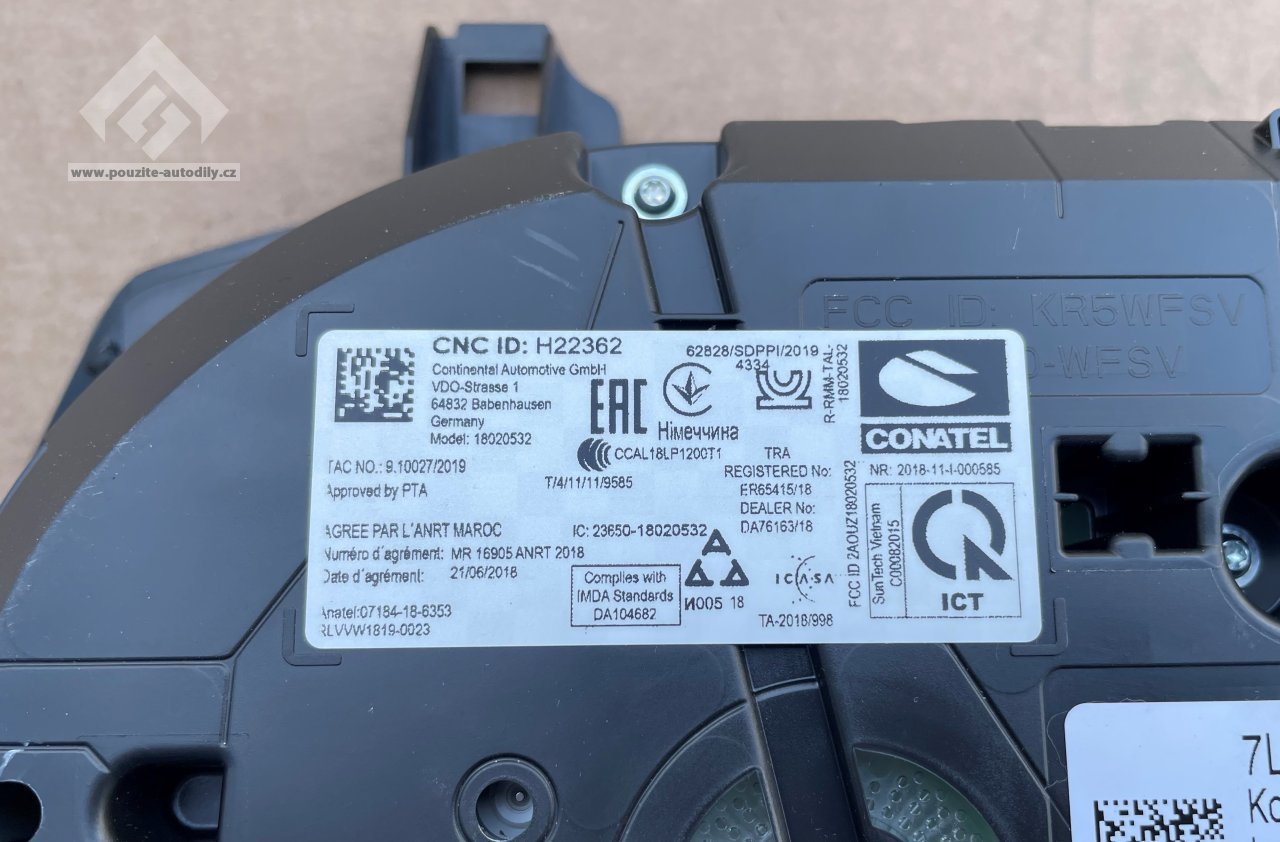 www.pouzite-autodily.cz
FCC ID: KR5WFSV
D-WFSV
CNC ID: H22362
Continental Automotive GmbH
VDO-Strasse 1
64832 Babenhausen
Germany
Model: 18020532
TAC NO.: 9.10027/2019
Approved by PTA
AGREE PAR L'ANRT MAROC
Numéro d'agrément: MR 16905 ANRT 2018
Date d'agrément: 21/06/2018
Anatel:07184-18-6353
RLVVW1819-0023
EAC
62828/SDPPI/2019
4334
Німеччина
CCAL18LP1200T1
T/4/11/11/9585
IC: 23650-18020532
Complies with
IMDA Standards
DA104682
И005 18
TRA
REGISTERED No:
ER65415/18
DEALER No:
DA76163/18
ICASA
TA-2018/998
R-RMM-TAL-
18020532
FCC ID 2AOUZ18020532
CONATEL
NR: 2018-11-I-000585
SunTech Vietnam
C00082015
ICT
7L
Ko